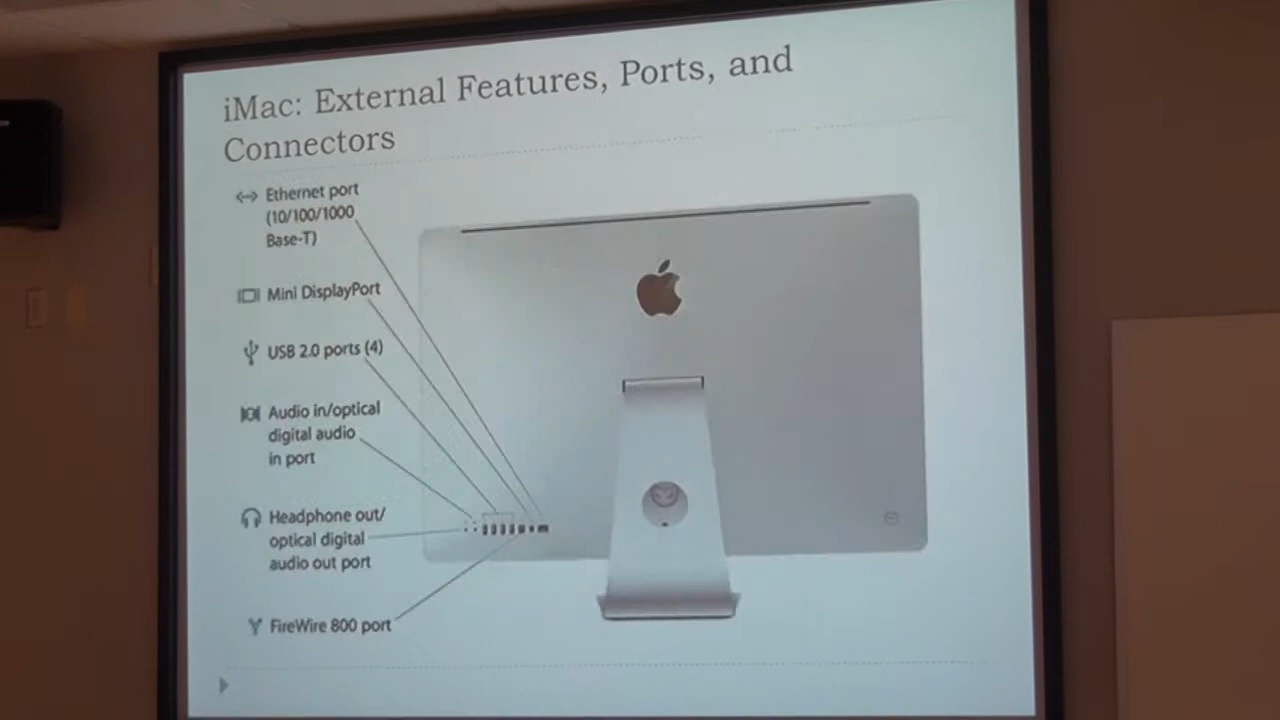 iMac: External Features, Ports, and
Connectors
Ethernet port
(10/100/1000
Base-T)
Mini DisplayPort
USB 2.0 ports (4)
Audio in/optical
digital audio
in port
Headphone out/
optical digital
audio out port
FireWire 800 port